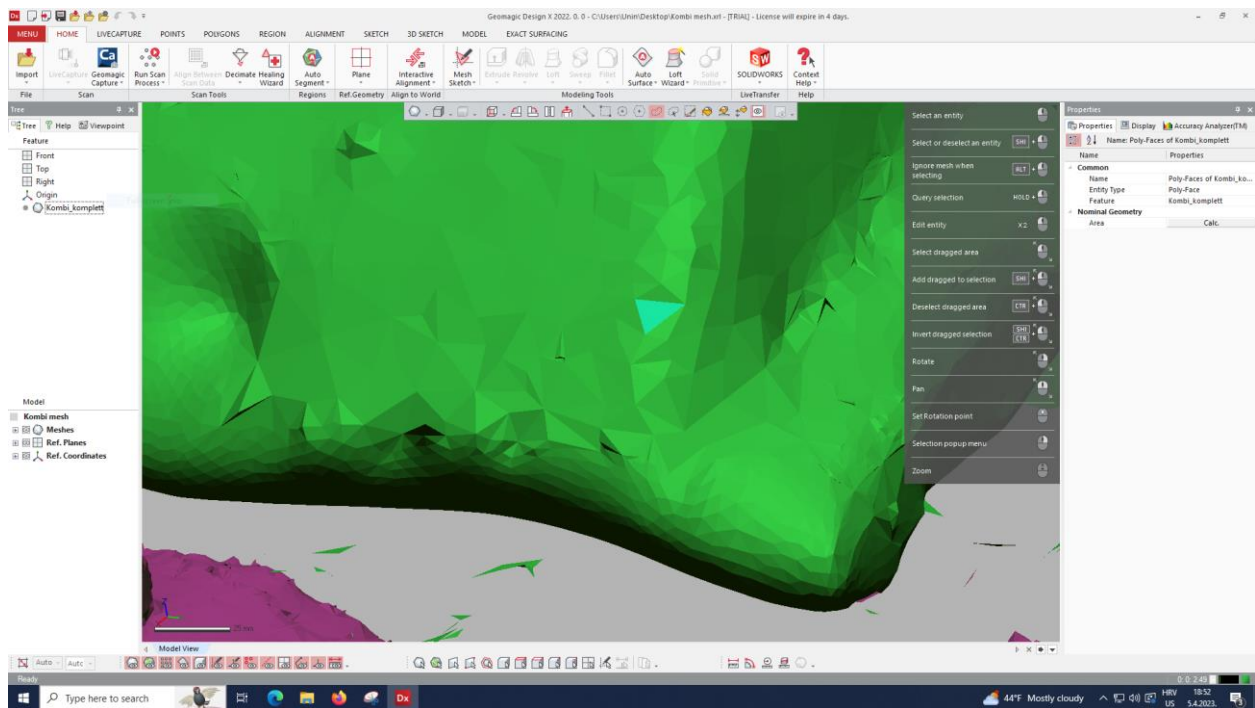 Geomagic Design X 2022. 0. 0 - C:\Users\Unin\Desktop\Kombi mesh.xrl - [TRIAL] - License will expire in 4 days.
MENU HOME LIVECAPTURE POINTS POLYGONS REGION ALIGNMENT SKETCH 3D SKETCH MODEL EXACT SURFACING
Import LiveCapture Geomagic Capture Run Scan Process Align Between Scan Data Decimate Healing Wizard Auto Segment Plane Interactive Alignment Mesh Sketch Extrude Revolve Loft Sweep Fillet Auto Surface Loft Wizard Solid Primitive SOLIDWORKS Context Help
File Scan Scan Tools Regions Ref.Geometry Align to World Modeling Tools LiveTransfer Help
Tree
Tree Help Viewpoint
Feature
Front
Top
Right
Origin
Kombi_komplett
Model
Kombi mesh
Meshes
Ref. Planes
Ref. Coordinates
Select an entity
Select or deselect an entity SHI +
Ignore mesh when selecting ALT +
Query selection HOLD +
Edit entity X2
Select dragged area
Add dragged to selection SHI +
Deselect dragged area CTR +
Invert dragged selection SHI CTR +
Rotate
Pan
Set Rotation point
Selection popup menu
Zoom
25 mm
Properties
Properties Display Accuracy Analyzer(TM)
Name: Poly-Faces of Kombi_komplett
Name Properties
Common
Name Poly-Faces of Kombi_ko...
Entity Type Poly-Face
Feature Kombi_komplett
Nominal Geometry
Area Calc.
Model View
Auto Autc
Ready
0: 0: 2:49
Type here to search
Dx
44°F Mostly cloudy
HRV
US
18:52
5.4.2023.